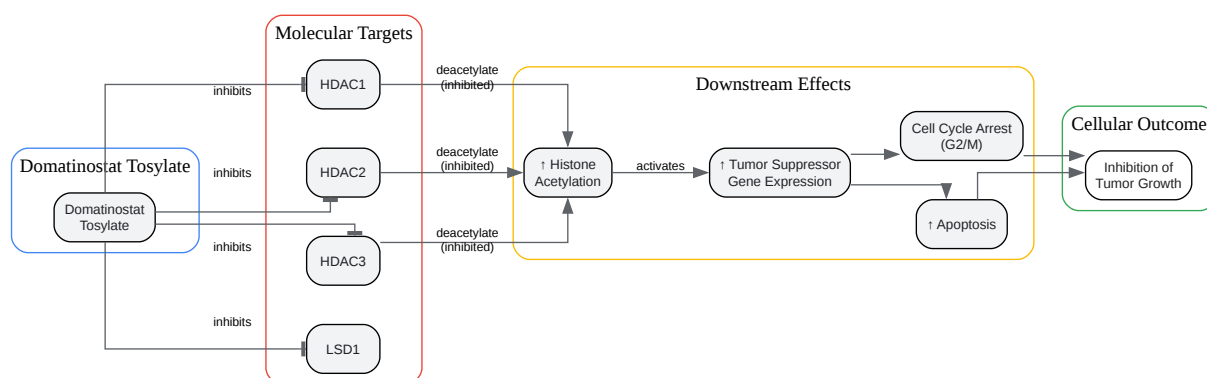 Molecular Targets
HDAC1
inhibits
deacetylate
(inhibited)
Downstream Effects
Domatinostat Tosylate
Domatinostat
Tosylate
inhibits
HDAC2
deacetylate
(inhibited)
↑ Histone
Acetylation
activates
↑ Tumor Suppressor
Gene Expression
Cell Cycle Arrest
(G2/M)
↑ Apoptosis
Cellular Outcome
Inhibition of
Tumor Growth
inhibits
HDAC3
deacetylate
(inhibited)
inhibits
LSD1